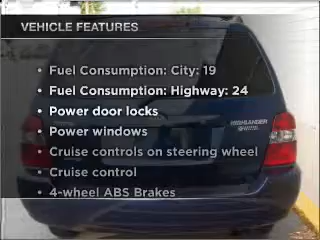 VEHICLE FEATURES
• Fuel Consumption: City: 19
• Fuel Consumption: Highway: 24
• Power door locks
• Power windows
• Cruise controls on steering wheel
• Cruise control
• 4-wheel ABS Brakes
HIGHLANDER